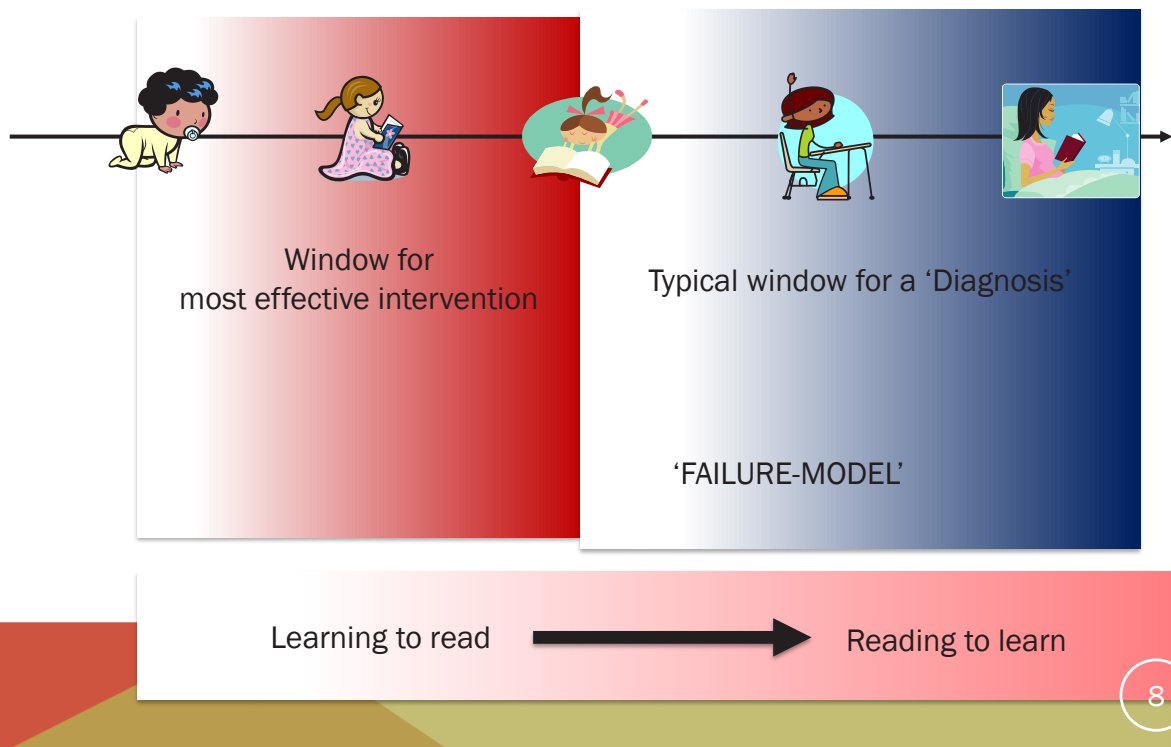 Window for
most effective intervention
Typical window for a ‘Diagnosis’
‘FAILURE-MODEL’
Learning to read
Reading to learn
8